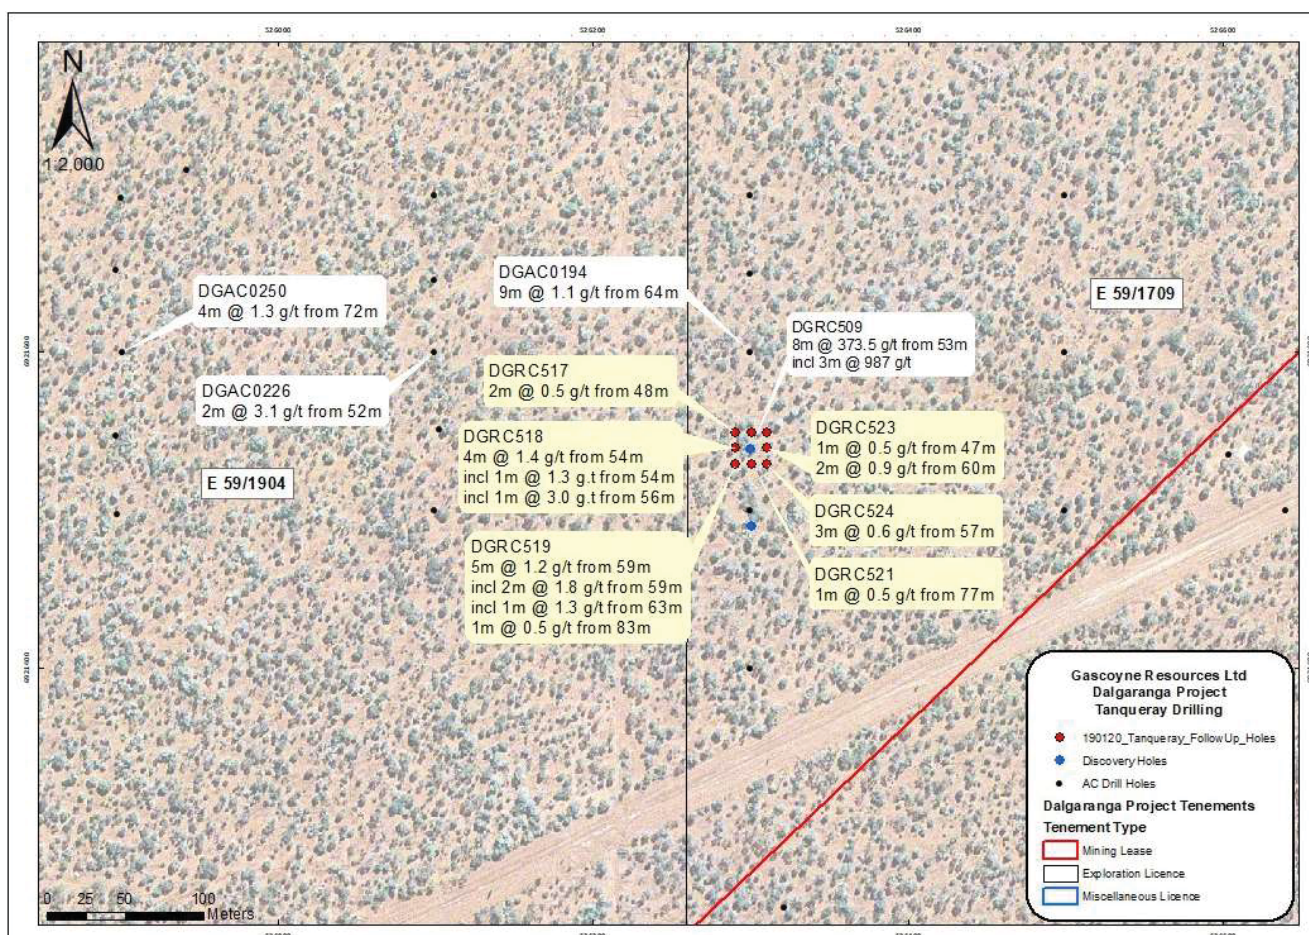 526000
526200
526400
526600
N
1:2,000
DGAC0250
4m @ 1.3 g/t from 72m
DGAC0194
9m @ 1.1 g/t from 64m
E 59/1709
DGRC509
8m @ 373.5 g/t from 53m
incl 3m @ 987 g/t
6921600
DGRC517
2m @ 0.5 g/t from 48m
DGAC0226
2m @ 3.1 g/t from 52m
DGRC518
4m @ 1.4 g/t from 54m
incl 1m @ 1.3 g.t from 54m
incl 1m @ 3.0 g.t from 56m
DGRC523
1m @ 0.5 g/t from 47m
2m @ 0.9 g/t from 60m
E 59/1904
DGRC524
3m @ 0.6 g/t from 57m
DGRC519
5m @ 1.2 g/t from 59m
incl 2m @ 1.8 g/t from 59m
incl 1m @ 1.3 g/t from 63m
1m @ 0.5 g/t from 83m
DGRC521
1m @ 0.5 g/t from 77m
6921400
Gascoyne Resources Ltd
Dalgaranga Project
Tanqueray Drilling
190120_Tanqueray_FollowUp_Holes
Discovery Holes
AC Drill Holes
Dalgaranga Project Tenements
Tenement Type
Mining Lease
Exploration Licence
Miscellaneous Licence
0 25 50 100
Meters